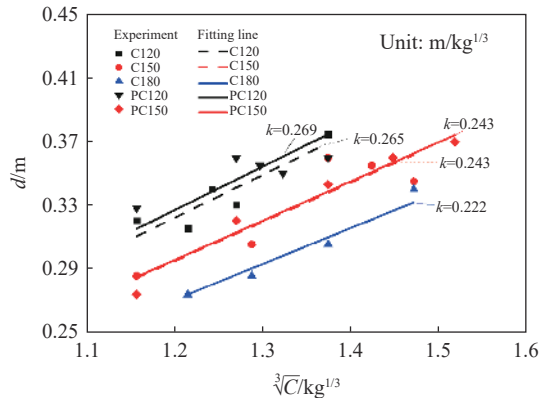 Experiment Fitting line
C120 C120
C150 C150
C180 C180
PC120 PC120
PC150 PC150
Unit: m/kg1/3
0.45
0.41
0.37
0.33
0.29
0.25
d/m
k=0.269
k=0.265
k=0.243
k=0.243
k=0.222
1.1 1.2 1.3 1.4 1.5 1.6
∛C/kg1/3